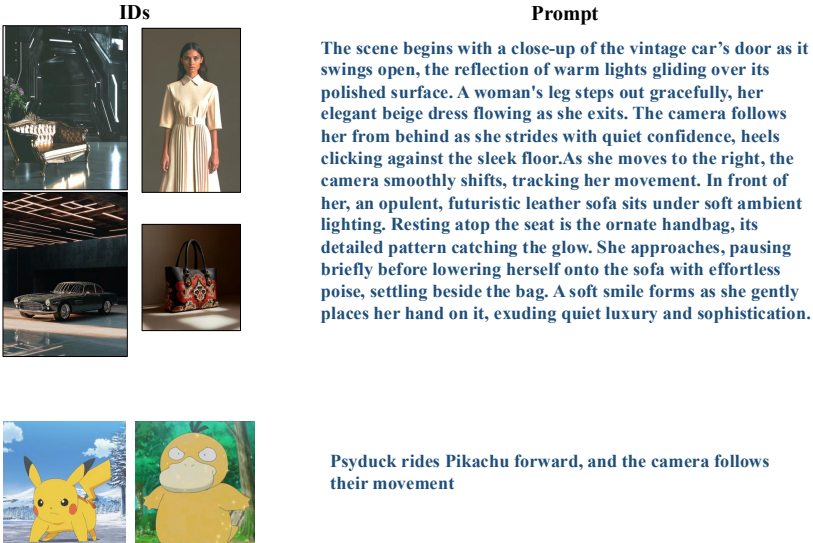 IDs
Prompt
The scene begins with a close-up of the vintage car’s door as it
swings open, the reflection of warm lights gliding over its
polished surface. A woman's leg steps out gracefully, her
elegant beige dress flowing as she exits. The camera follows
her from behind as she strides with quiet confidence, heels
clicking against the sleek floor.As she moves to the right, the
camera smoothly shifts, tracking her movement. In front of
her, an opulent, futuristic leather sofa sits under soft ambient
lighting. Resting atop the seat is the ornate handbag, its
detailed pattern catching the glow. She approaches, pausing
briefly before lowering herself onto the sofa with effortless
poise, settling beside the bag. A soft smile forms as she gently
places her hand on it, exuding quiet luxury and sophistication.
Psyduck rides Pikachu forward, and the camera follows
their movement